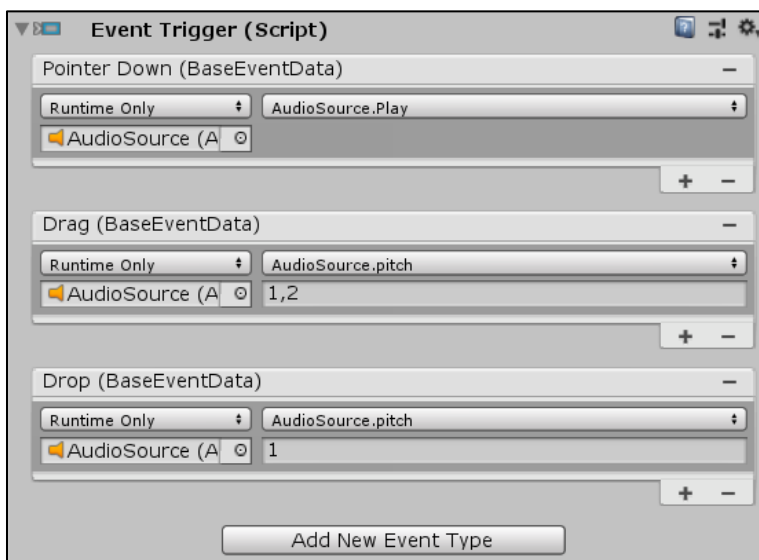 Event Trigger (Script)
Pointer Down (BaseEventData)
Runtime Only AudioSource.Play
AudioSource (A
Drag (BaseEventData)
Runtime Only AudioSource.pitch
AudioSource (A 1,2
Drop (BaseEventData)
Runtime Only AudioSource.pitch
AudioSource (A 1
Add New Event Type